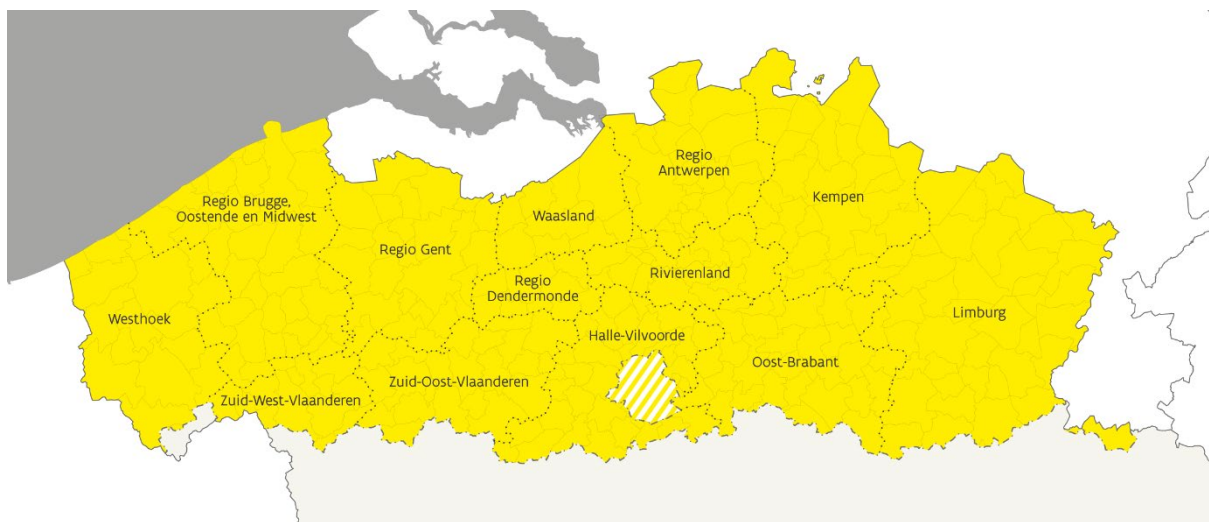 Regio
Antwerpen
Kempen
Regio Brugge,
Oostende en Midwest
Waasland
Regio Gent
Rivierenland
Regio
Dendermonde
Westhoek
Limburg
Halle-Vilvoorde
Oost-Brabant
Zuid-Oost-Vlaanderen
Zuid-West-Vlaanderen